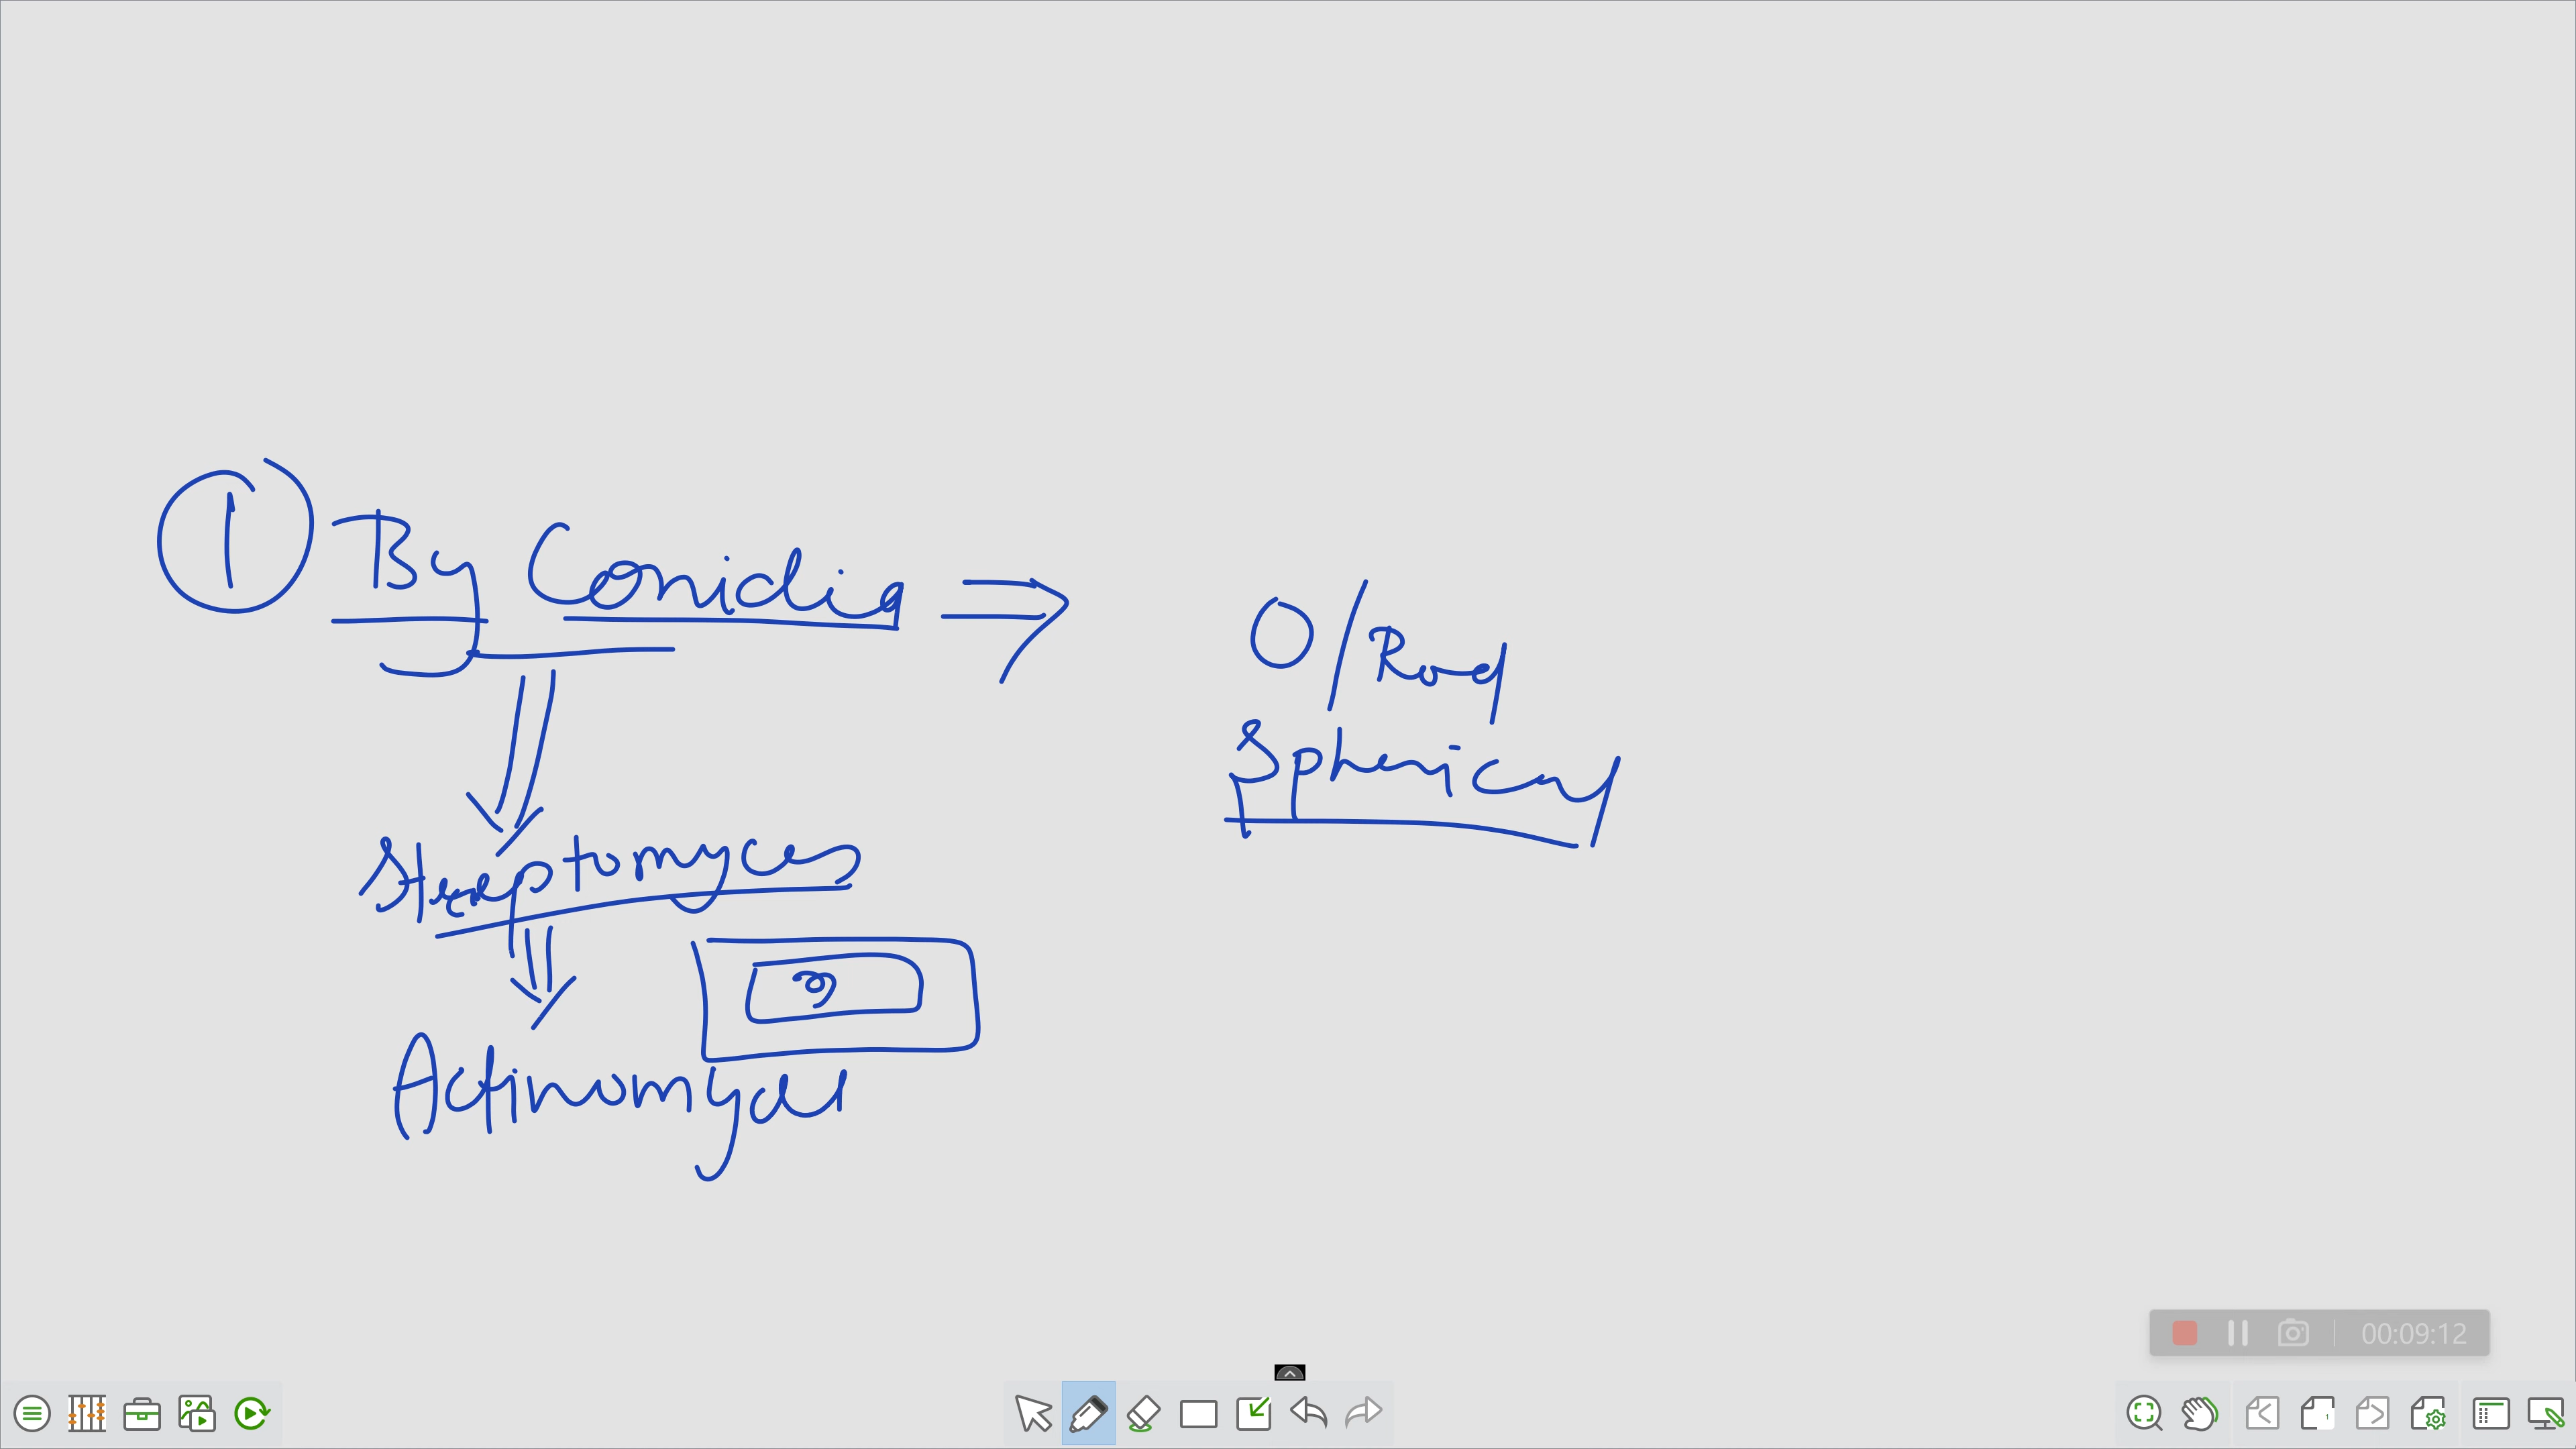 1 By Conidia ⇒
O/Rod
Spherical
Streptomyces
Actinomyces
00:09:12